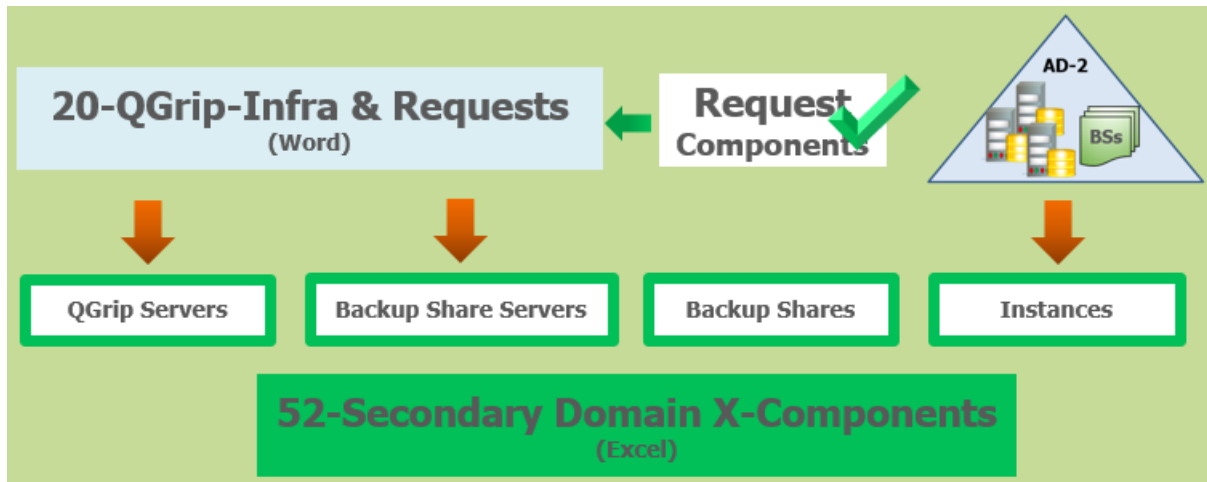 20-QGrip-Infra & Requests
(Word)
Request
Components
AD-2
BSs
QGrip Servers
Backup Share Servers
Backup Shares
Instances
52-Secondary Domain X-Components
(Excel)